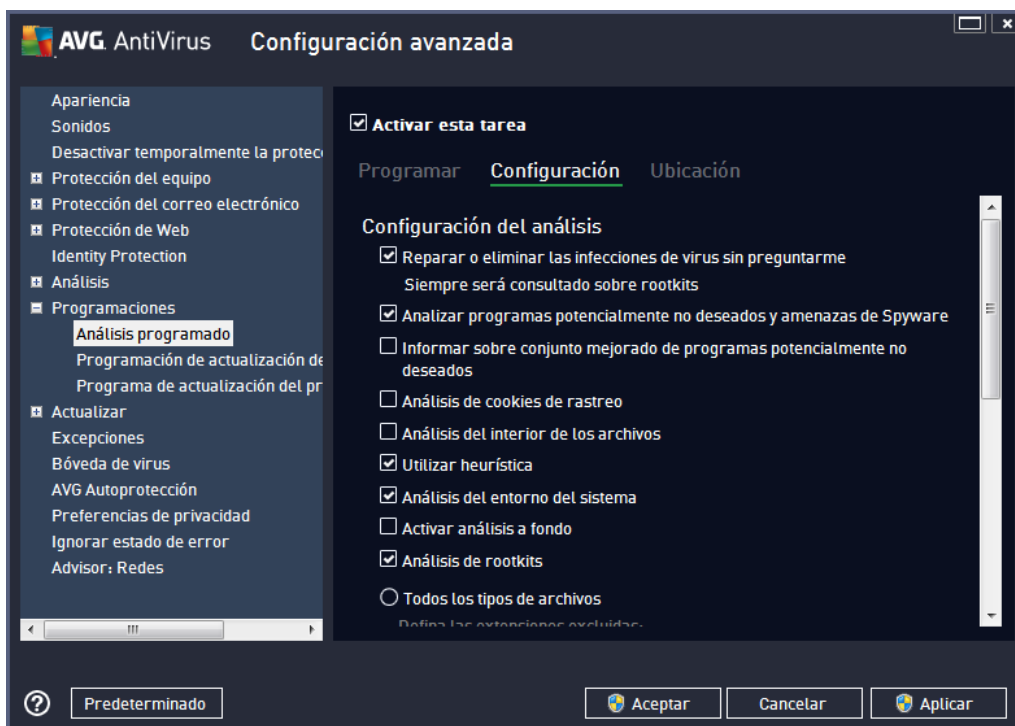 AVG AntiVirus Configuración avanzada
Apariencia
Sonidos
Desactivar temporalmente la protec
Protección del equipo
Protección del correo electrónico
Protección de Web
Identity Protection
Análisis
Programaciones
Análisis programado
Programación de actualización de
Programa de actualización del pr
Actualizar
Excepciones
Bóveda de virus
AVG Autoprotección
Preferencias de privacidad
Ignorar estado de error
Advisor: Redes
Activar esta tarea
Programar Configuración Ubicación
Configuración del análisis
Reparar o eliminar las infecciones de virus sin preguntarme
Siempre será consultado sobre rootkits
Analizar programas potencialmente no deseados y amenazas de Spyware
Informar sobre conjunto mejorado de programas potencialmente no
deseados
Análisis de cookies de rastreo
Análisis del interior de los archivos
Utilizar heurística
Análisis del entorno del sistema
Activar análisis a fondo
Análisis de rootkits
Todos los tipos de archivos
Defina las extensiones excluidas:
Predeterminado Aceptar Cancelar Aplicar